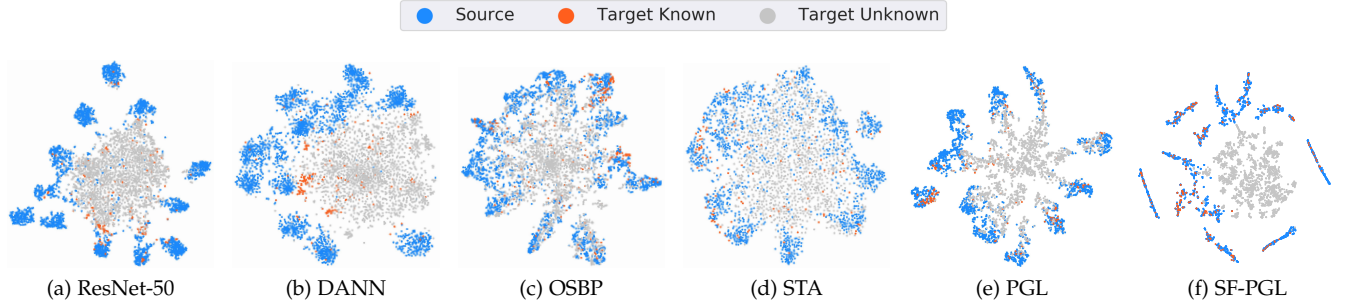 Source Target Known Target Unknown
(a) ResNet-50 (b) DANN (c) OSBP (d) STA (e) PGL (f) SF-PGL